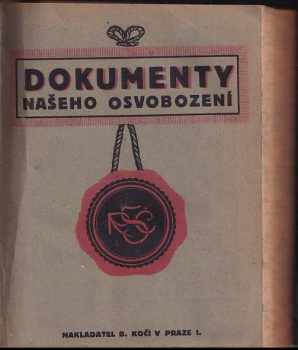 DOKUMENTY
NAŠEHO OSVOBOZENÍ
NAKLADATEL B. KOČÍ V PRAZE I.